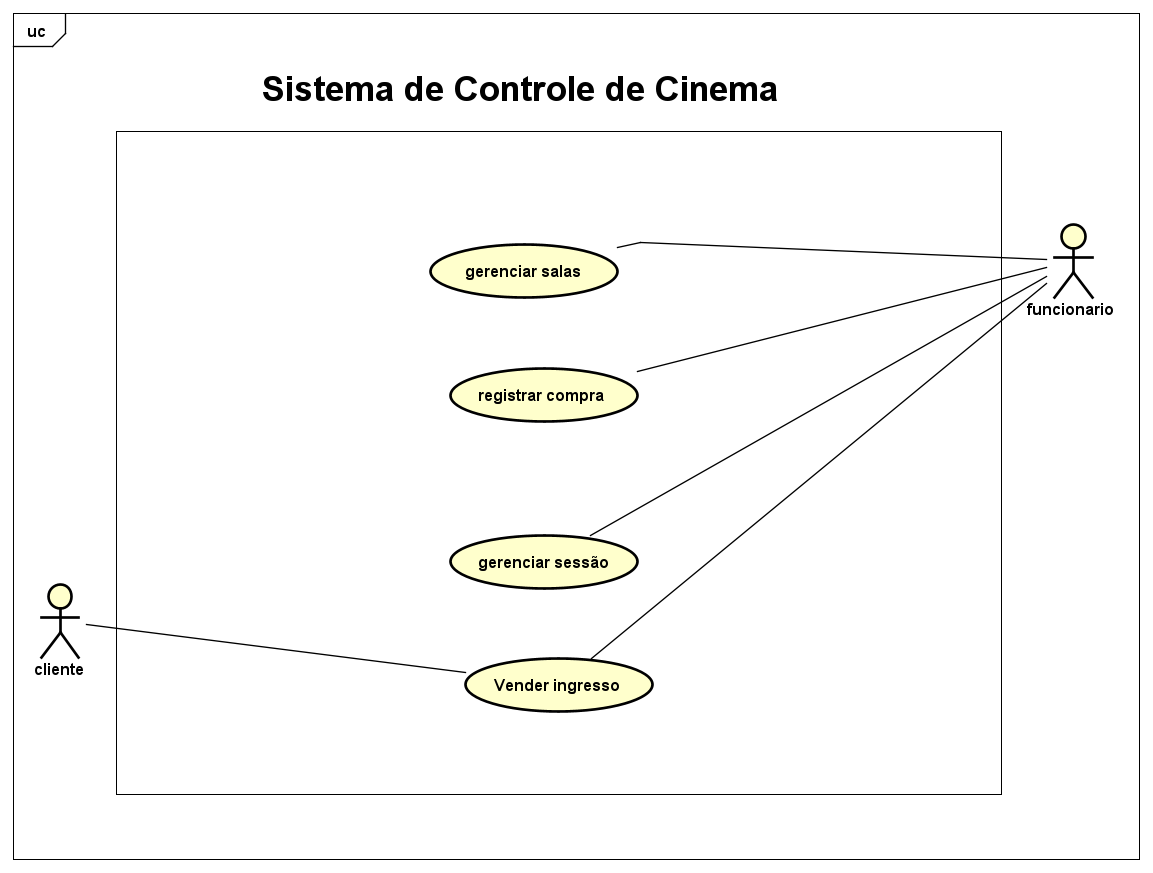 uc
Sistema de Controle de Cinema
gerenciar salas
funcionario
registrar compra
gerenciar sessão
cliente
Vender ingresso